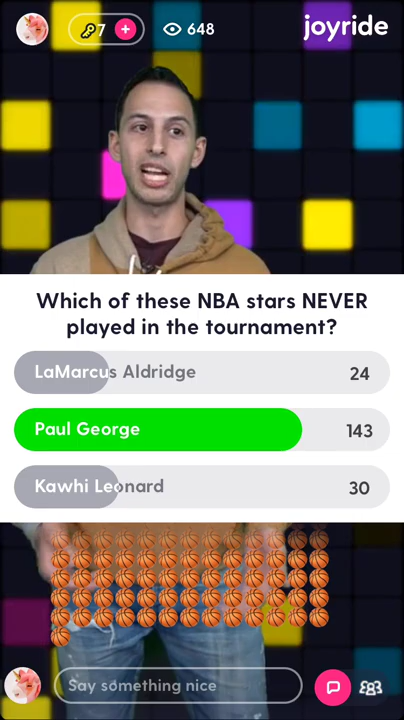 7
648
joyride
Which of these NBA stars NEVER
played in the tournament?
LaMarcus Aldridge 24
Paul George 143
Kawhi Leonard 30
Say something nice